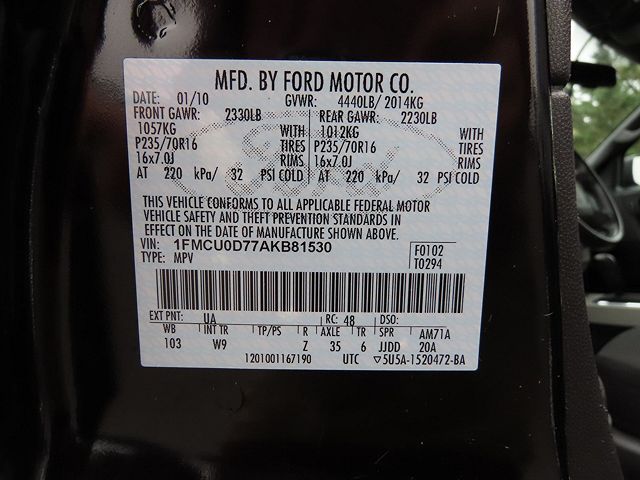 MFD. BY FORD MOTOR CO.
DATE: 01/10 GVWR: 4440LB/ 2014KG
FRONT GAWR: 2330LB REAR GAWR: 2230LB
1057KG WITH 1012KG WITH
P235/70R16 TIRES P235/70R16 TIRES
16x7.0J RIMS 16x7.0J RIMS
AT 220 kPa/ 32 PSI COLD AT 220 kPa/ 32 PSI COLD
THIS VEHICLE CONFORMS TO ALL APPLICABLE FEDERAL MOTOR
VEHICLE SAFETY AND THEFT PREVENTION STANDARDS IN
EFFECT ON THE DATE OF MANUFACTURE SHOWN ABOVE.
VIN: 1FMCU0D77AKB81530 F0102
TYPE: MPV T0294
EXT PNT: UA RC: 48 DSO:
WB INT TR TP/PS R AXLE TR SPR AM71A
103 W9 Z 35 6 JJDD 20A
1201001167190 UTC ▽5U5A-1520472-BA
Ford